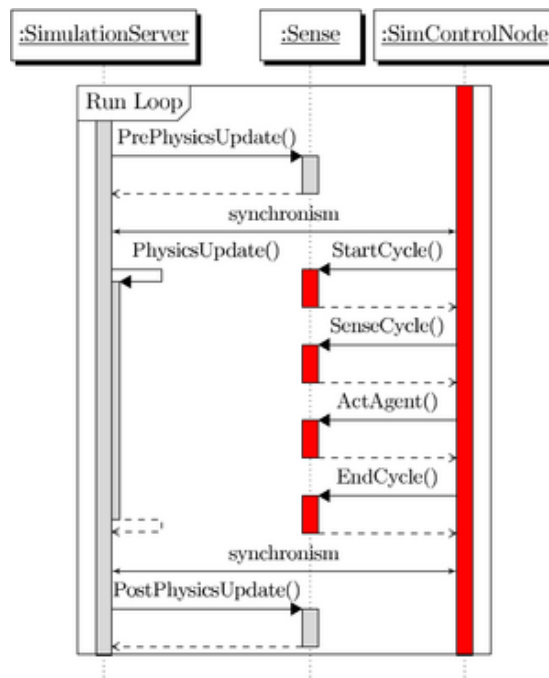 :SimulationServer
:Sense
:SimControlNode
Run Loop
PrePhysicsUpdate()
synchronism
PhysicsUpdate()
StartCycle()
SenseCycle()
ActAgent()
EndCycle()
synchronism
PostPhysicsUpdate()